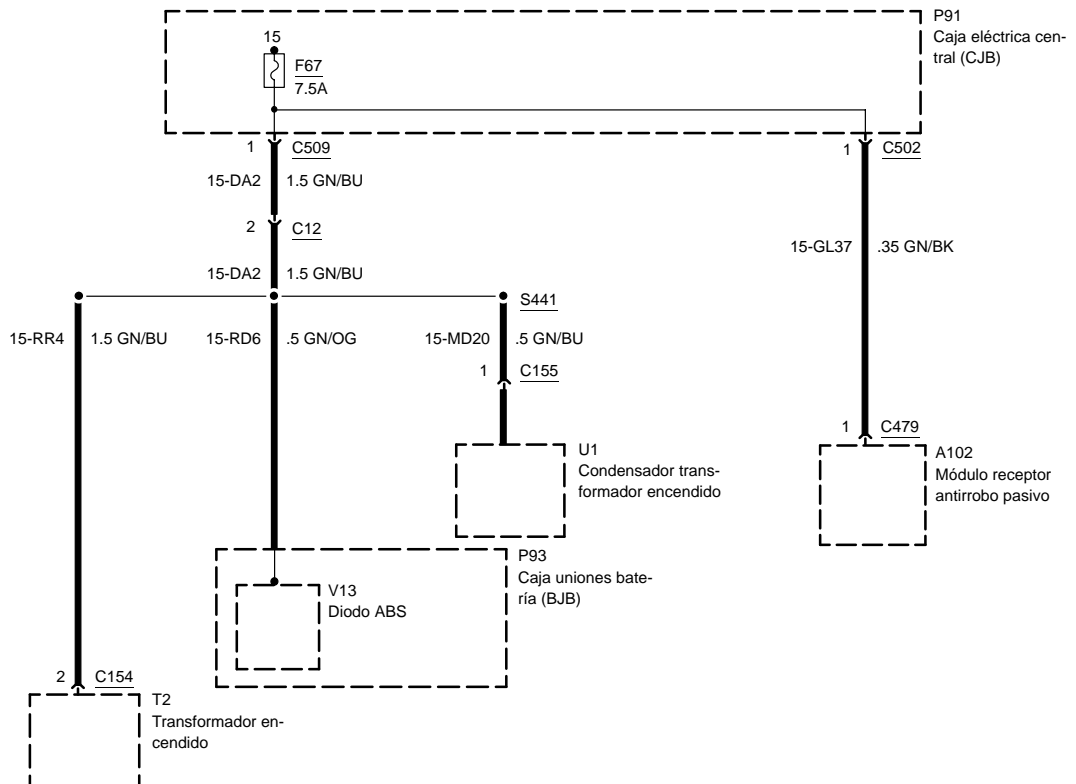 P91
Caja eléctrica cen-
tral (CJB)
15
F67
7.5A
1 C509
1 C502
15-DA2 1.5 GN/BU
2 C12
15-GL37 .35 GN/BK
15-DA2 1.5 GN/BU
S441
15-RR4 1.5 GN/BU 15-RD6 .5 GN/OG 15-MD20 .5 GN/BU
1 C155
1 C479
U1
Condensador trans-
formador encendido
A102
Módulo receptor
antirrobo pasivo
P93
Caja uniones bate-
ría (BJB)
V13
Diodo ABS
2 C154
T2
Transformador en-
cendido